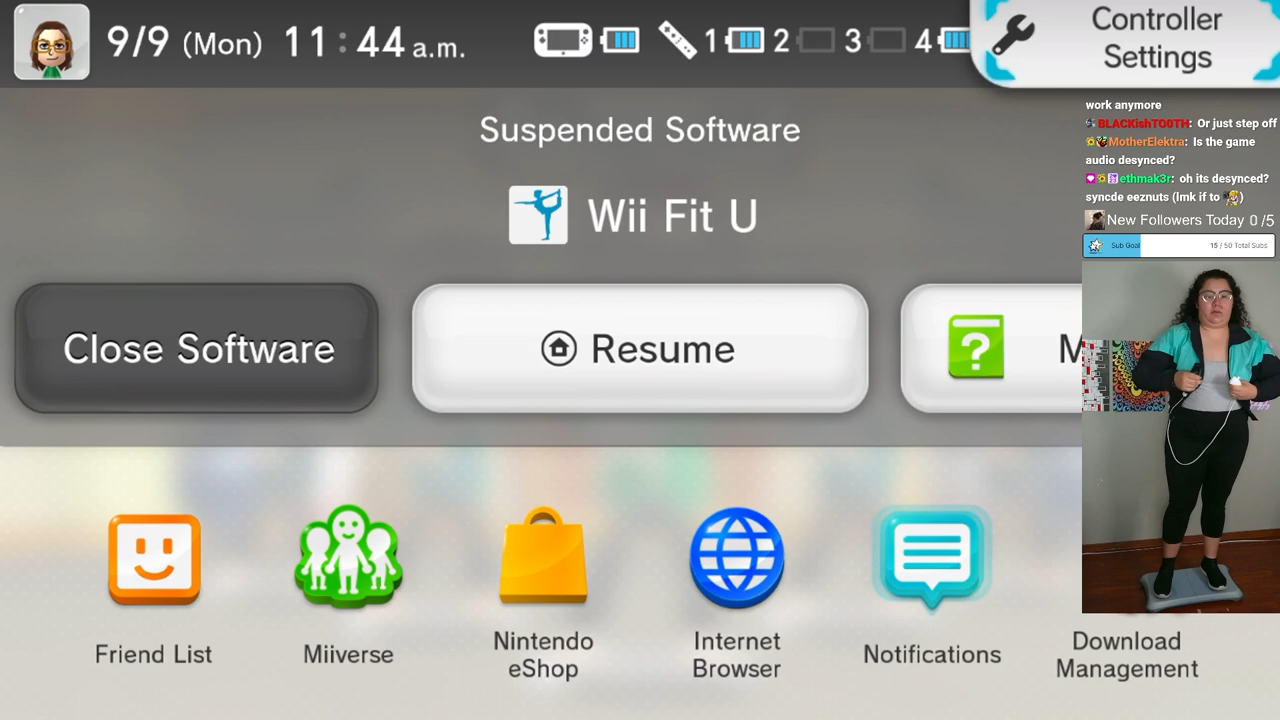 9/9 (Mon) 11:44 a.m.
1 2 3 4
Controller
Settings
Suspended Software
Wii Fit U
Close Software
Resume
?
M
work anymore
BLACKishTO0TH: Or just step off
MotherElektra: Is the game
audio desynced?
ethmak3r: oh its desynced?
syncde eeznuts (lmk if to )
New Followers Today 0 /5
Sub Goal 15 / 50 Total Subs
Friend List
Miiverse
Nintendo
eShop
Internet
Browser
Notifications
Download
Management